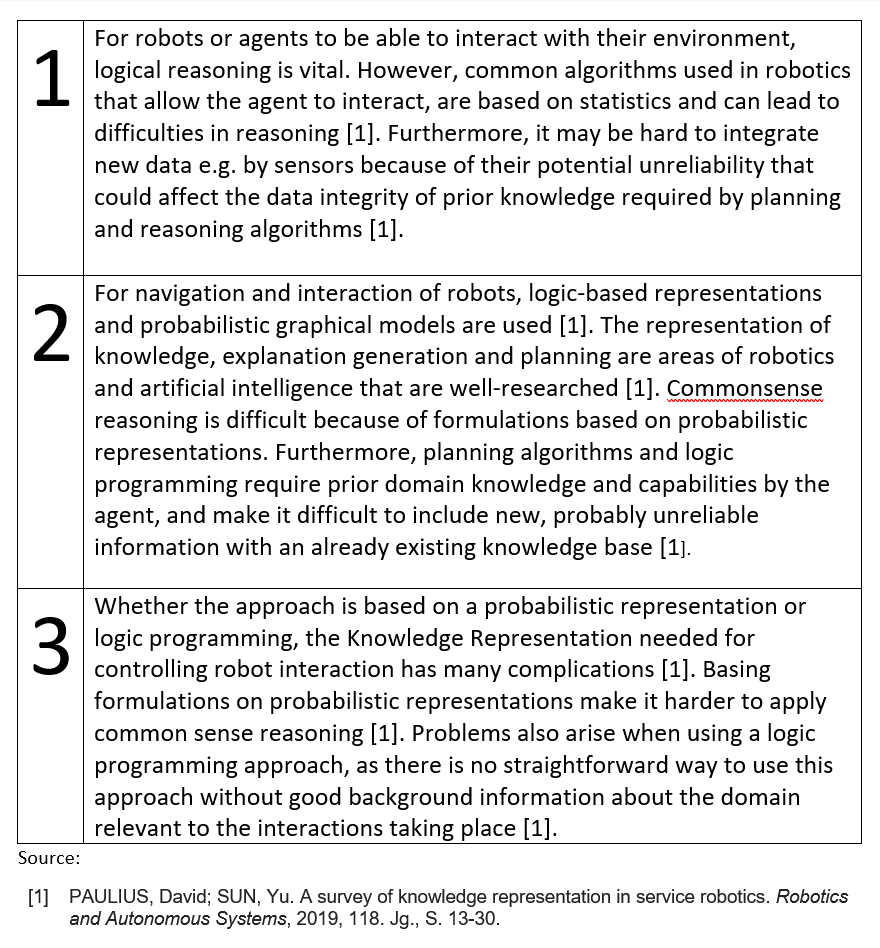 1
For robots or agents to be able to interact with their environment,
logical reasoning is vital. However, common algorithms used in robotics
that allow the agent to interact, are based on statistics and can lead to
difficulties in reasoning [1]. Furthermore, it may be hard to integrate
new data e.g. by sensors because of their potential unreliability that
could affect the data integrity of prior knowledge required by planning
and reasoning algorithms [1].
2
For navigation and interaction of robots, logic-based representations
and probabilistic graphical models are used [1]. The representation of
knowledge, explanation generation and planning are areas of robotics
and artificial intelligence that are well-researched [1]. Commonsense
reasoning is difficult because of formulations based on probabilistic
representations. Furthermore, planning algorithms and logic
programming require prior domain knowledge and capabilities by the
agent, and make it difficult to include new, probably unreliable
information with an already existing knowledge base [1].
3
Whether the approach is based on a probabilistic representation or
logic programming, the Knowledge Representation needed for
controlling robot interaction has many complications [1]. Basing
formulations on probabilistic representations make it harder to apply
common sense reasoning [1]. Problems also arise when using a logic
programming approach, as there is no straightforward way to use this
approach without good background information about the domain
relevant to the interactions taking place [1].
Source:
[1] PAULIUS, David; SUN, Yu. A survey of knowledge representation in service robotics. Robotics
and Autonomous Systems, 2019, 118. Jg., S. 13-30.